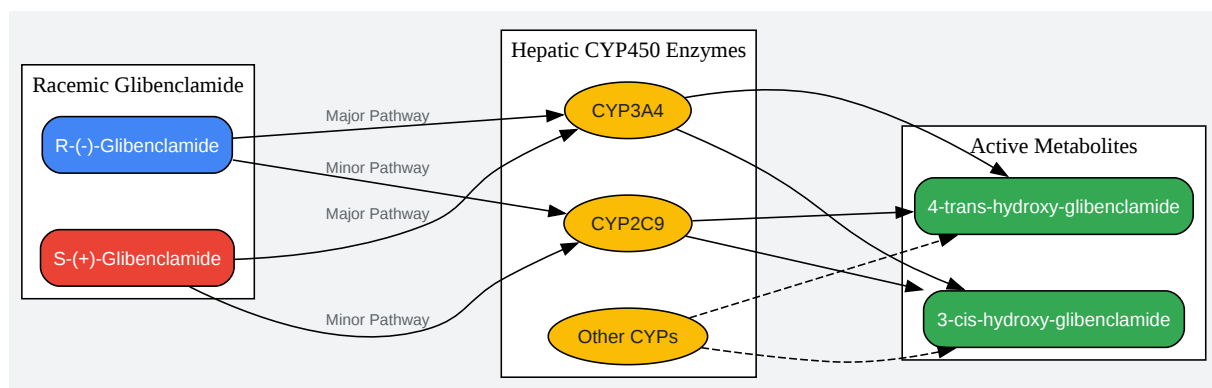 Racemic Glibenclamide
R-(-)-Glibenclamide
S-(+)-Glibenclamide
Major Pathway
Minor Pathway
Major Pathway
Minor Pathway
Hepatic CYP450 Enzymes
CYP3A4
CYP2C9
Other CYPs
Active Metabolites
4-trans-hydroxy-glibenclamide
3-cis-hydroxy-glibenclamide